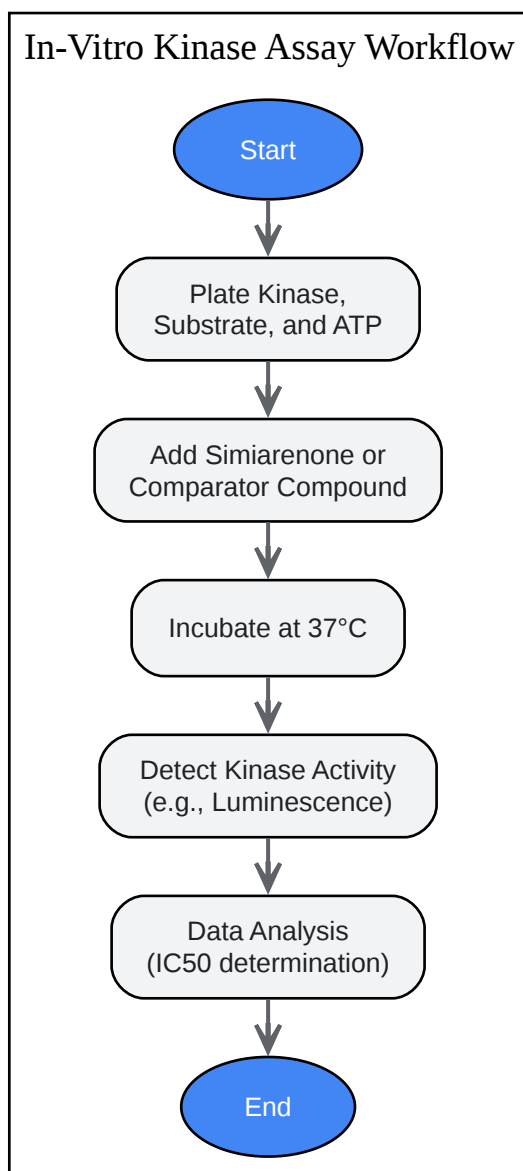 In-Vitro Kinase Assay Workflow
Start
Plate Kinase,
Substrate, and ATP
Add Simiarenone or
Comparator Compound
Incubate at 37°C
Detect Kinase Activity
(e.g., Luminescence)
Data Analysis
(IC50 determination)
End